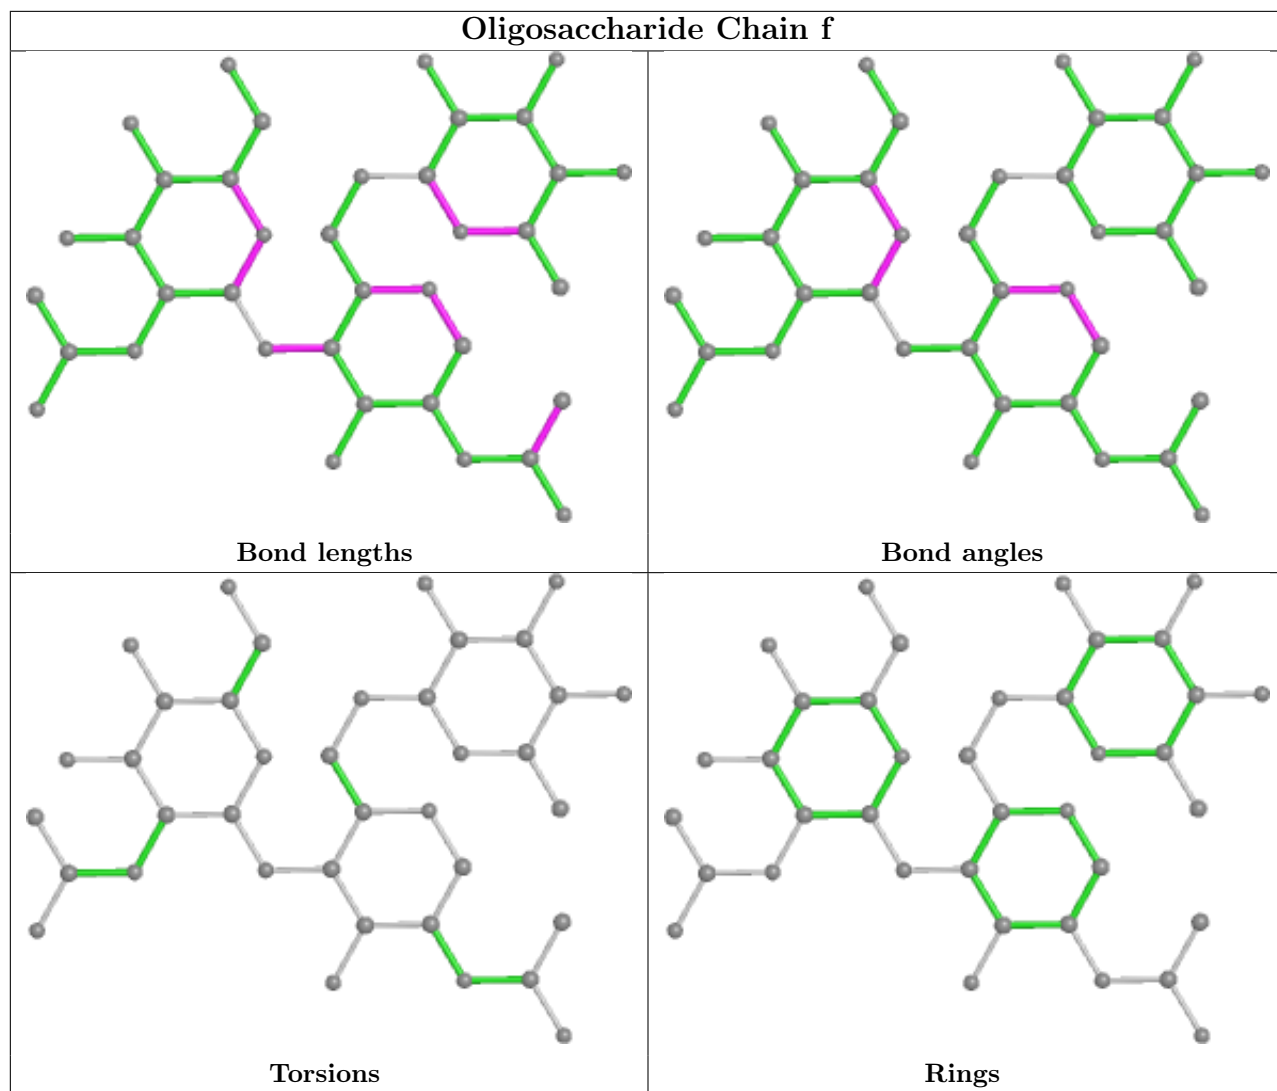 Oligosaccharide Chain f
Bond lengths
Bond angles
Torsions
Rings